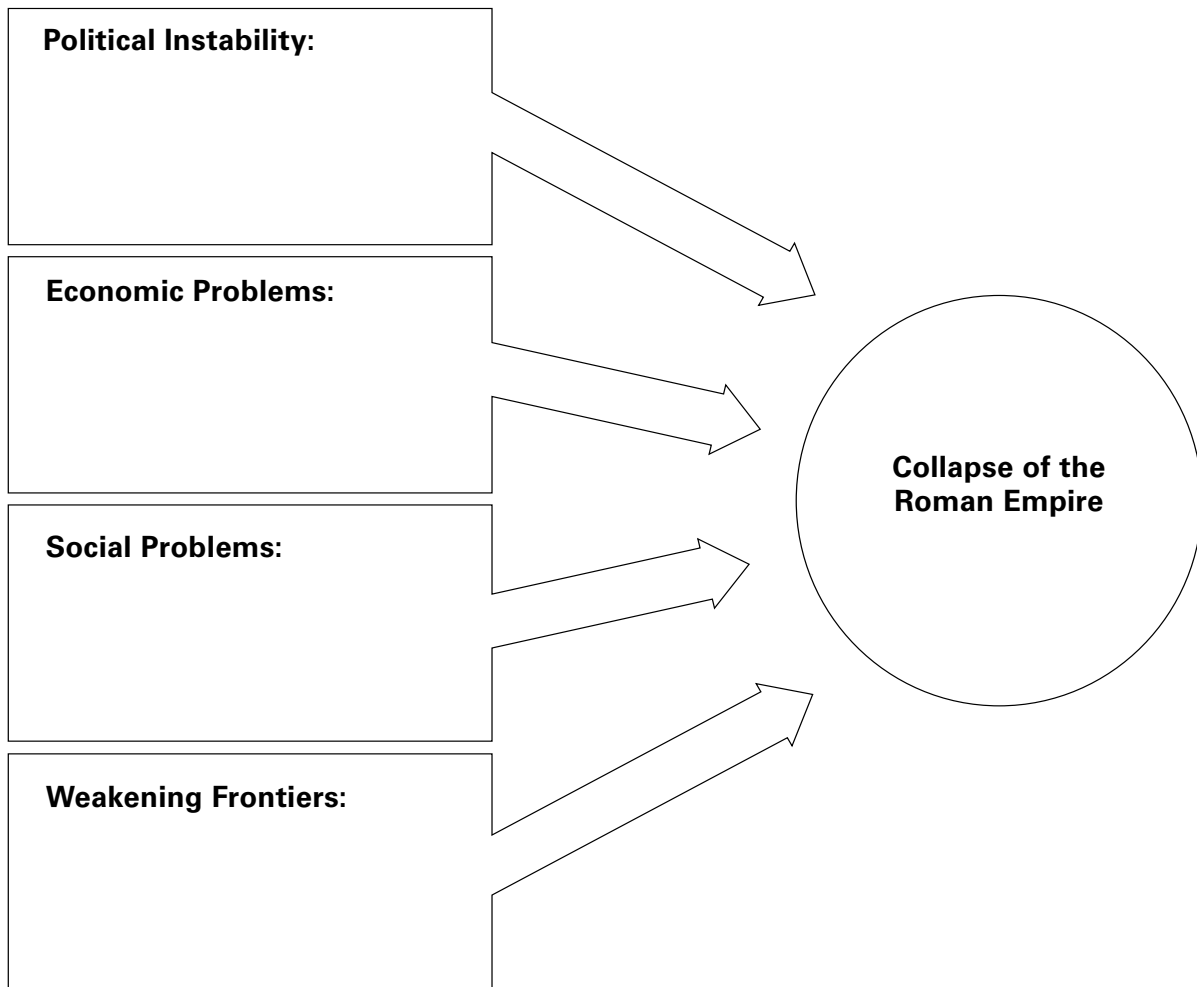 Political Instability:
Economic Problems:
Social Problems:
Weakening Frontiers:
Collapse of the
Roman Empire